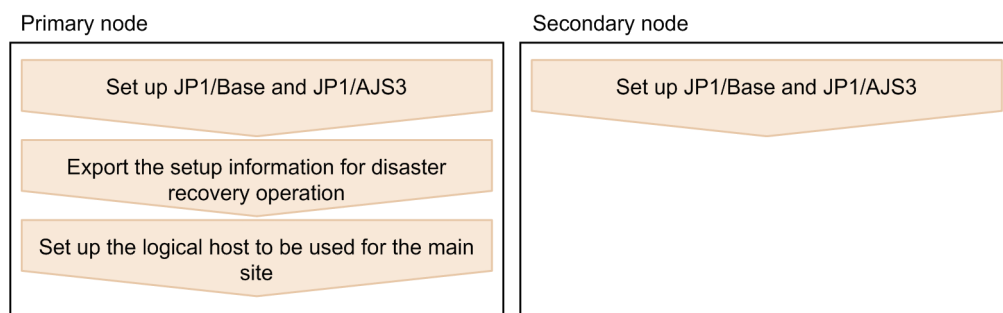 Primary node
Set up JP1/Base and JP1/AJS3
Export the setup information for disaster
recovery operation
Set up the logical host to be used for the main
site
Secondary node
Set up JP1/Base and JP1/AJS3